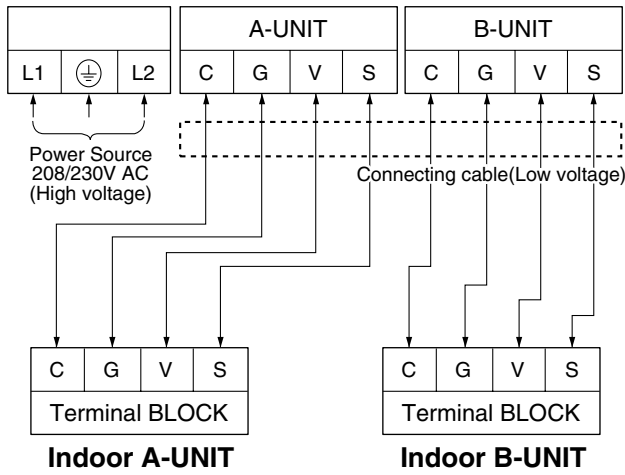 A-UNIT B-UNIT
L1 L2 C G V S C G V S
Power Source
208/230V AC
(High voltage)
Connecting cable(Low voltage)
C G V S C G V S
Terminal BLOCK Terminal BLOCK
Indoor A-UNIT Indoor B-UNIT